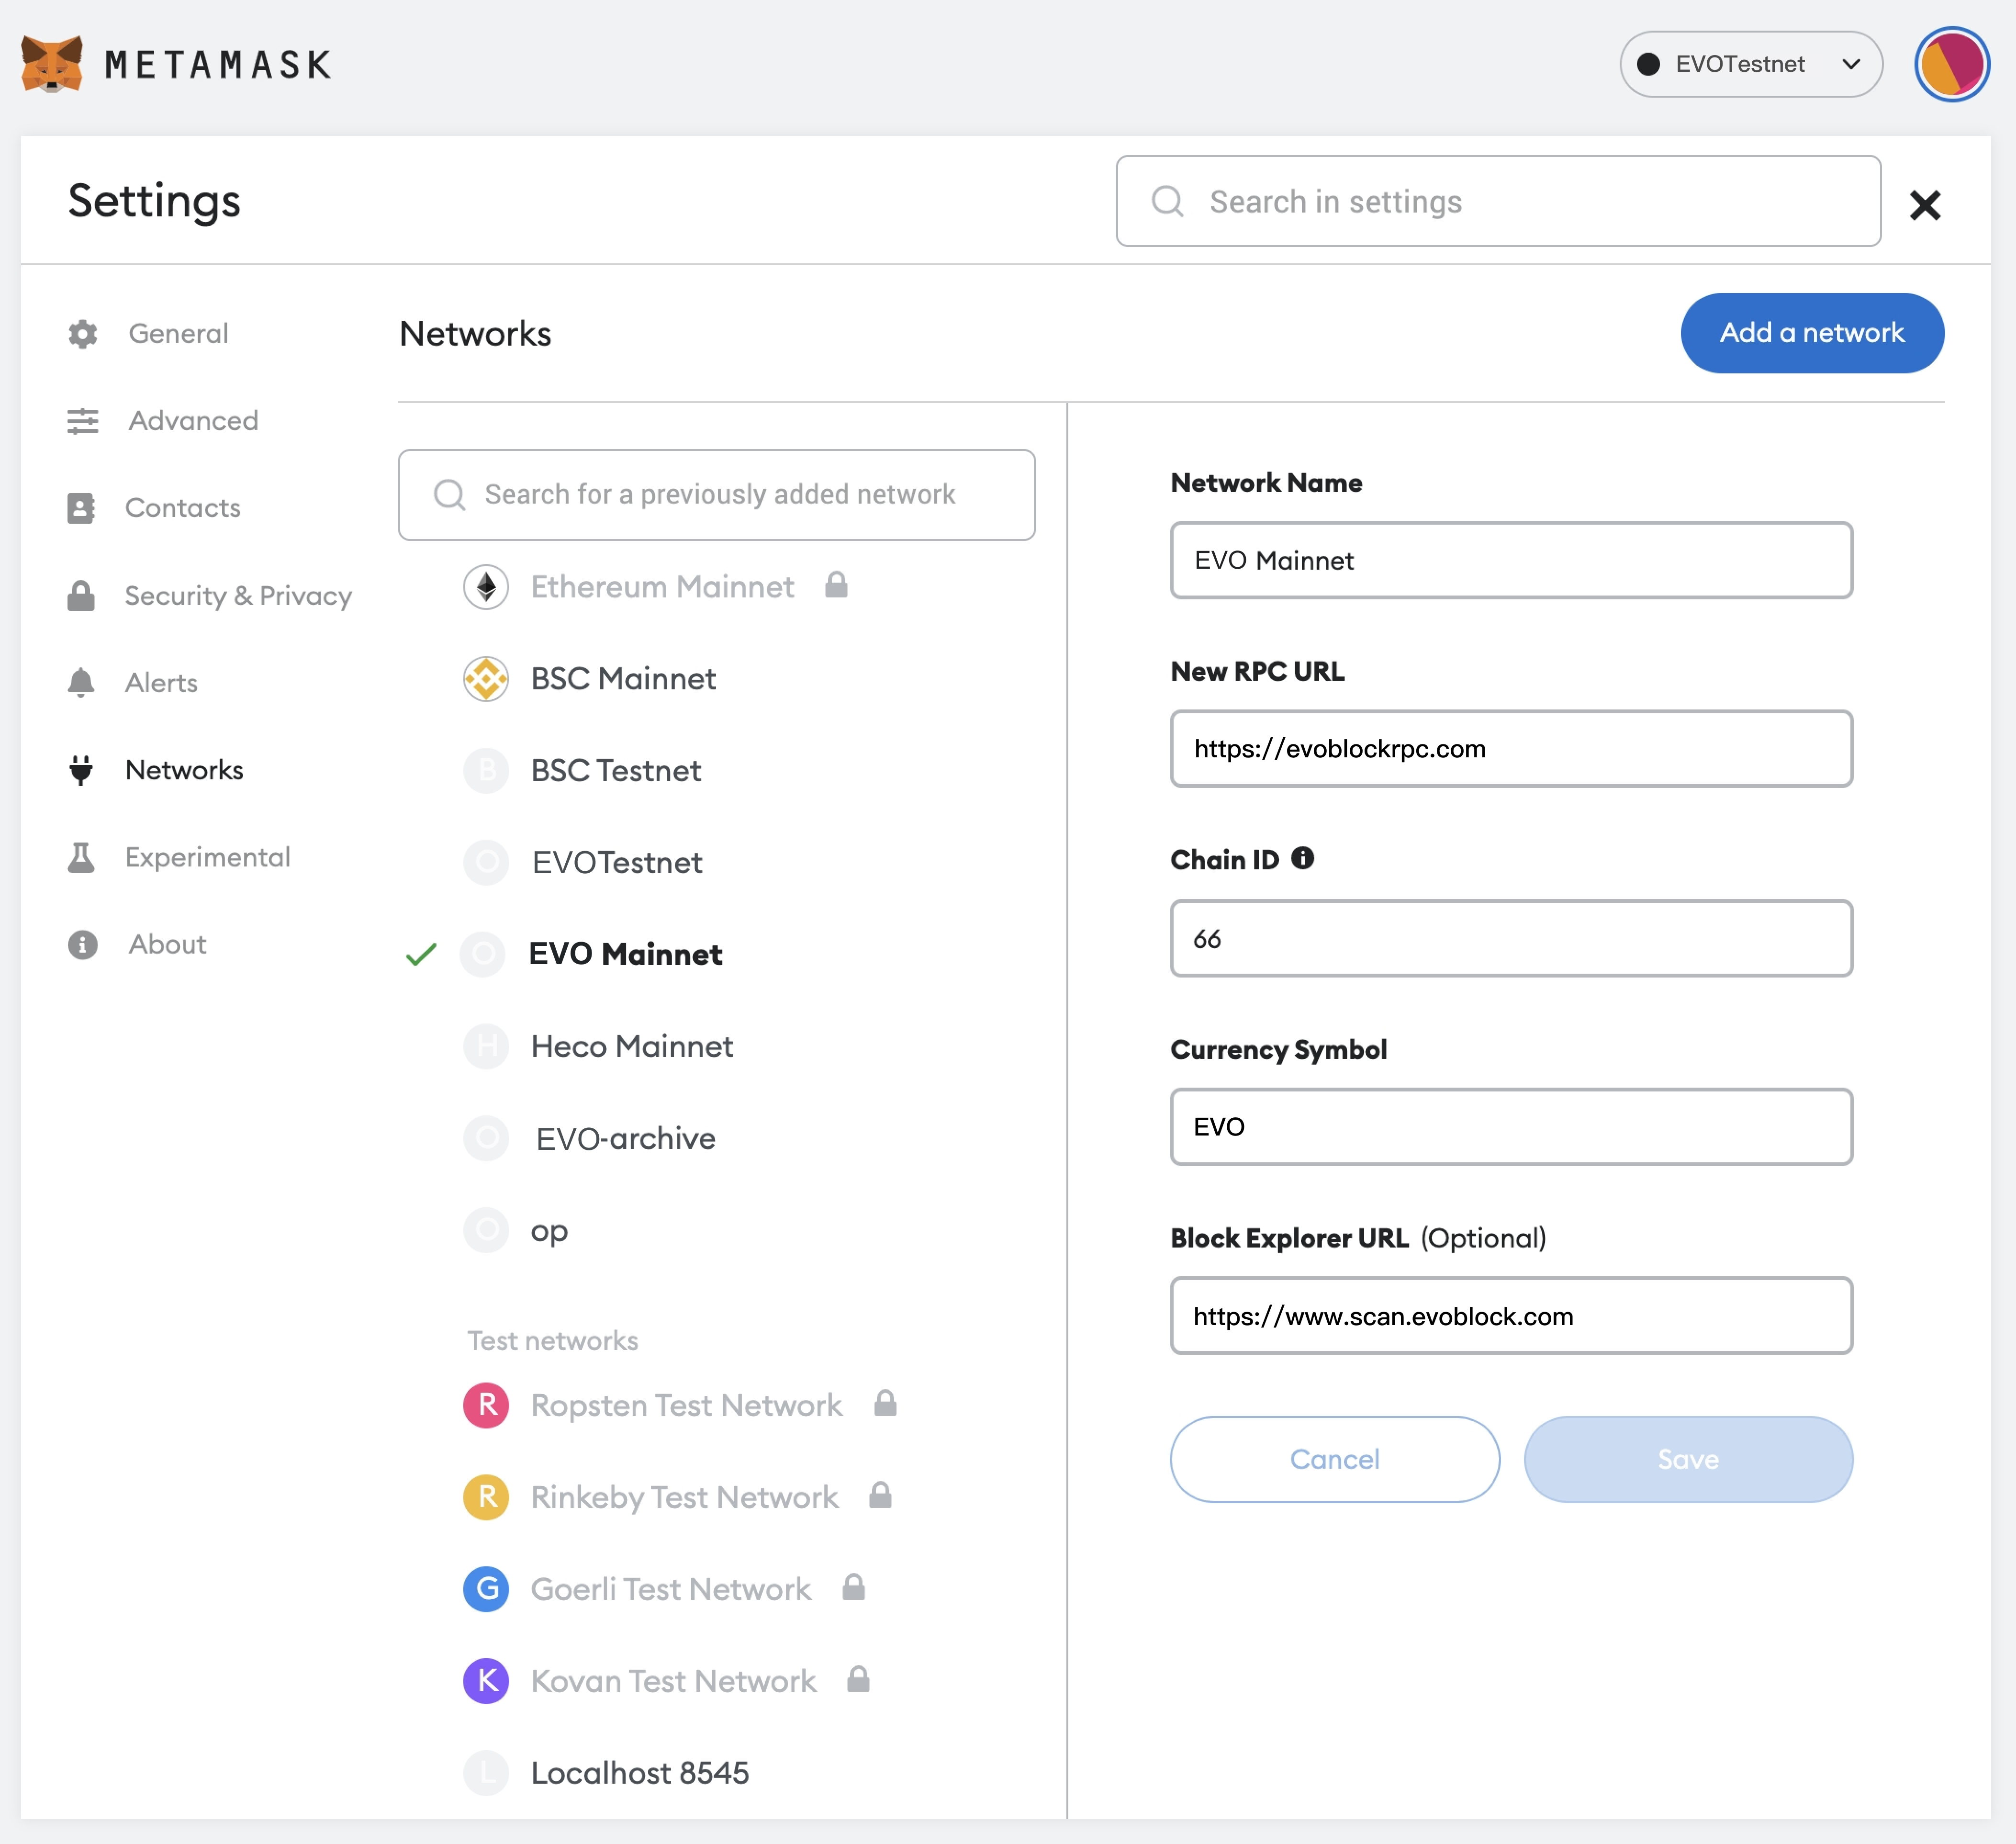 METAMASK
EVOTestnet
Settings
Search in settings
General
Advanced
Contacts
Security & Privacy
Alerts
Networks
Experimental
About
Networks
Add a network
Search for a previously added network
Ethereum Mainnet
BSC Mainnet
B BSC Testnet
O EVOTestnet
O EVO Mainnet
H Heco Mainnet
O EVO-archive
O op
Test networks
R Ropsten Test Network
R Rinkeby Test Network
G Goerli Test Network
K Kovan Test Network
L Localhost 8545
Network Name
EVO Mainnet
New RPC URL
https://evoblockrpc.com
Chain ID
66
Currency Symbol
EVO
Block Explorer URL (Optional)
https://www.scan.evoblock.com
Cancel
Save